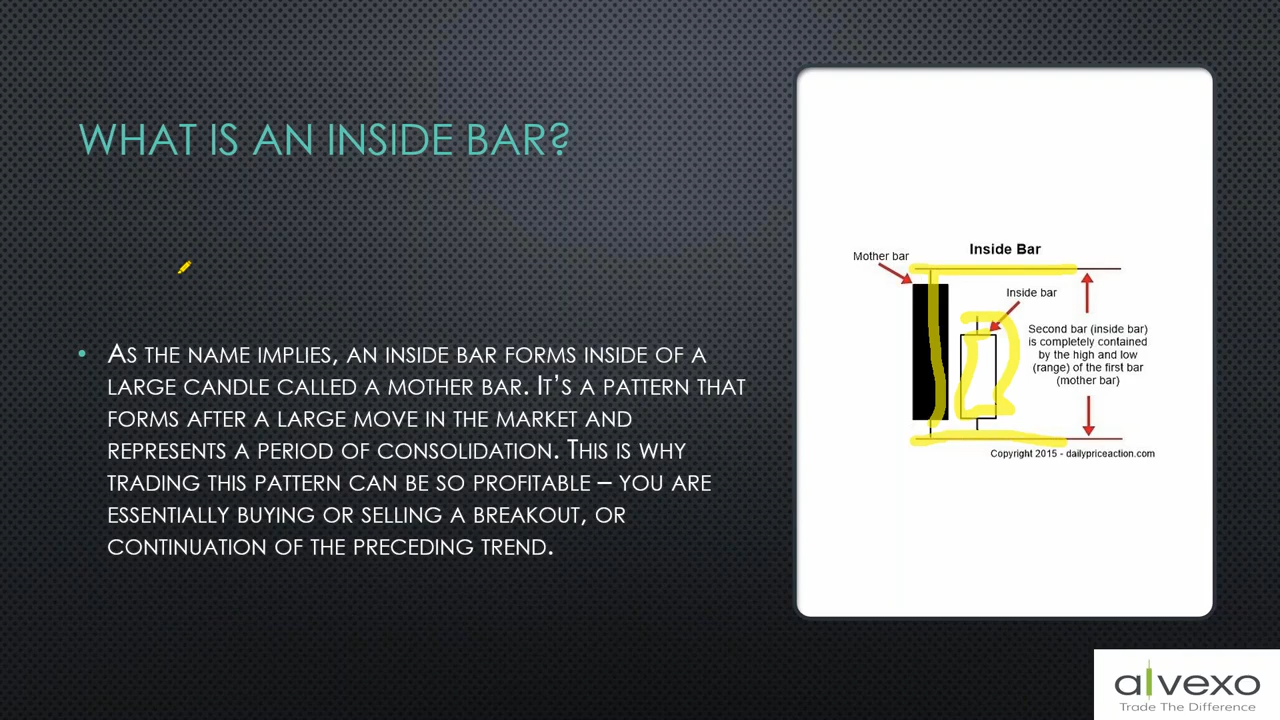 WHAT IS AN INSIDE BAR?
• AS THE NAME IMPLIES, AN INSIDE BAR FORMS INSIDE OF A
LARGE CANDLE CALLED A MOTHER BAR. IT’S A PATTERN THAT
FORMS AFTER A LARGE MOVE IN THE MARKET AND
REPRESENTS A PERIOD OF CONSOLIDATION. THIS IS WHY
TRADING THIS PATTERN CAN BE SO PROFITABLE – YOU ARE
ESSENTIALLY BUYING OR SELLING A BREAKOUT, OR
CONTINUATION OF THE PRECEDING TREND.
Inside Bar
Mother bar
Inside bar
Second bar (inside bar)
is completely contained
by the high and low
(range) of the first bar
(mother bar)
Copyright 2015 - dailypriceaction.com
alvexo
Trade The Difference